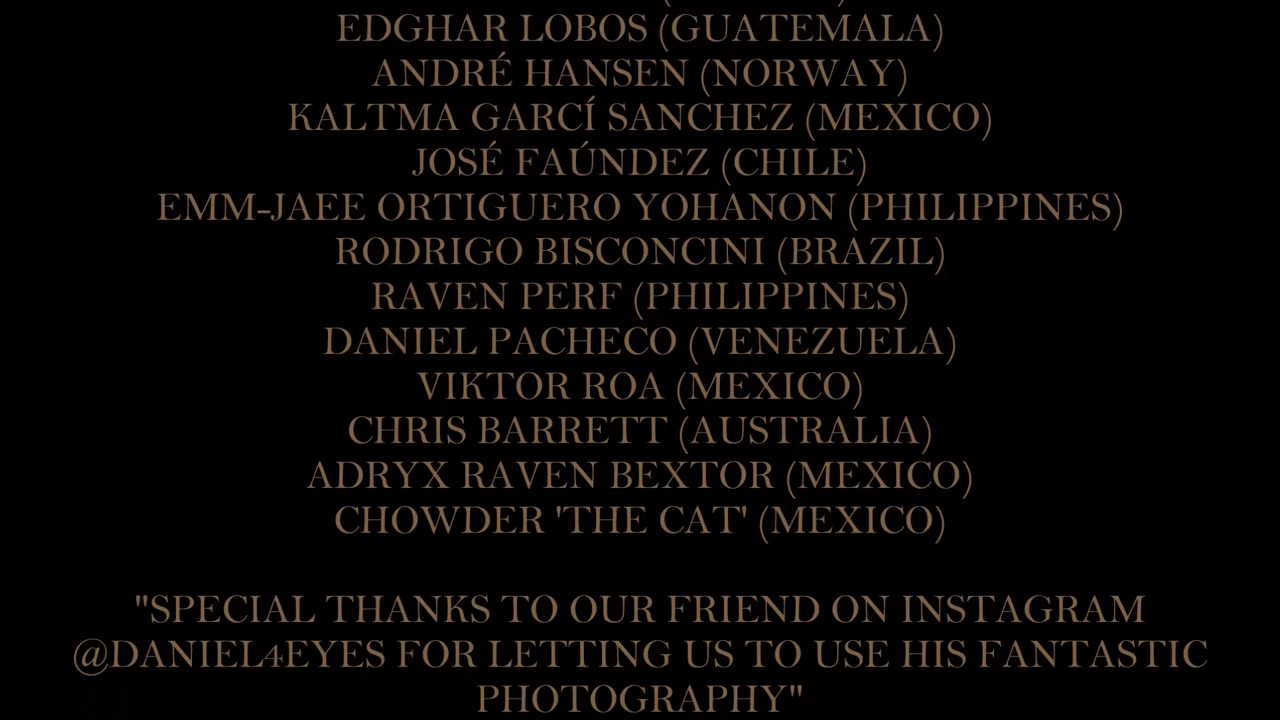 EDGHAR LOBOS (GUATEMALA)
ANDRÉ HANSEN (NORWAY)
KALTMA GARCÍ SANCHEZ (MEXICO)
JOSÉ FAÚNDEZ (CHILE)
EMM-JAEE ORTIGUERO YOHANON (PHILIPPINES)
RODRIGO BISCONCINI (BRAZIL)
RAVEN PERF (PHILIPPINES)
DANIEL PACHECO (VENEZUELA)
VIKTOR ROA (MEXICO)
CHRIS BARRETT (AUSTRALIA)
ADRYX RAVEN BEXTOR (MEXICO)
CHOWDER 'THE CAT' (MEXICO)
"SPECIAL THANKS TO OUR FRIEND ON INSTAGRAM
@DANIEL4EYES FOR LETTING US TO USE HIS FANTASTIC
PHOTOGRAPHY"